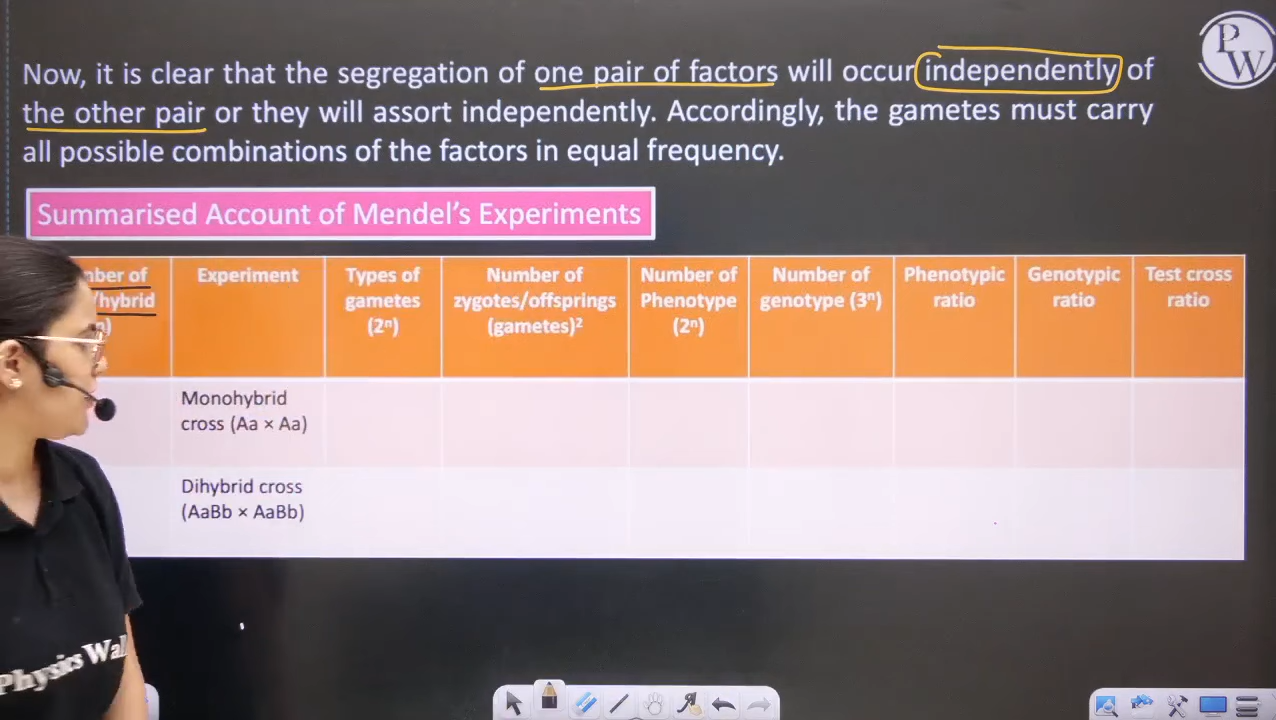 PW
Now, it is clear that the segregation of one pair of factors will occur independently of
the other pair or they will assort independently. Accordingly, the gametes must carry
all possible combinations of the factors in equal frequency.
Summarised Account of Mendel's Experiments
of
/hybrid
Experiment
Types of
gametes
(2ⁿ)
Number of
zygotes/offsprings
(gametes)²
Number of
Phenotype
(2ⁿ)
Number of
genotype (3ⁿ)
Phenotypic
ratio
Genotypic
ratio
Test cross
ratio
Monohybrid
cross (Aa × Aa)
Dihybrid cross
(AaBb × AaBb)
Physics Wal